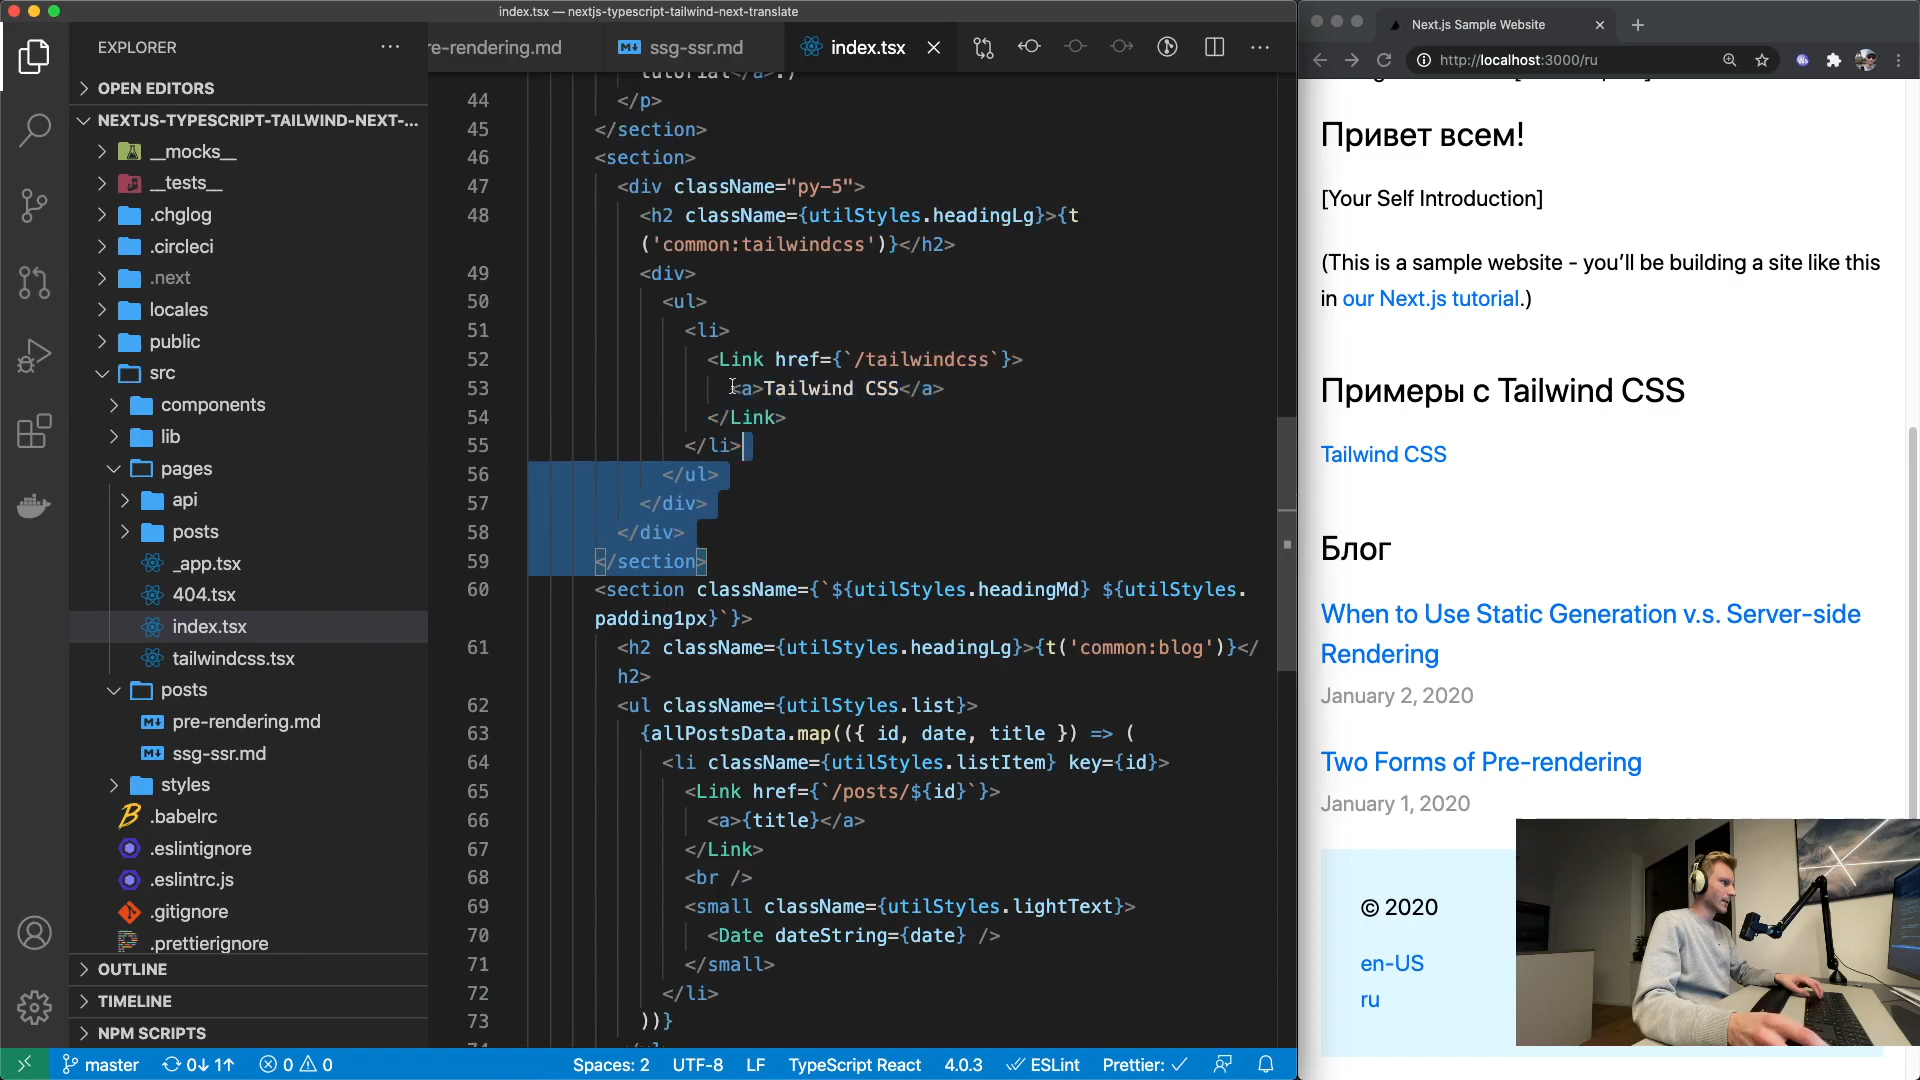 index.tsx — nextjs-typescript-tailwind-next-translate
EXPLORER
OPEN EDITORS
NEXTJS-TYPESCRIPT-TAILWIND-NEXT-...
__mocks__
__tests__
.chglog
.circleci
.next
locales
public
src
components
lib
pages
api
posts
_app.tsx
404.tsx
index.tsx
tailwindcss.tsx
posts
pre-rendering.md
ssg-ssr.md
styles
.babelrc
.eslintignore
.eslintrc.js
.gitignore
.prettierignore
OUTLINE
TIMELINE
NPM SCRIPTS
re-rendering.md
ssg-ssr.md
index.tsx
tutorial</a>.)
44 </p>
45 </section>
46 <section>
47 <div className="py-5">
48 <h2 className={utilStyles.headingLg}>{t
('common:tailwindcss')}</h2>
49 <div>
50 <ul>
51 <li>
52 <Link href={`/tailwindcss`}>
53 <a>Tailwind CSS</a>
54 </Link>
55 </li>
56 </ul>
57 </div>
58 </div>
59 </section>
60 <section className={`${utilStyles.headingMd} ${utilStyles.
padding1px}`}>
61 <h2 className={utilStyles.headingLg}>{t('common:blog')}</
h2>
62 <ul className={utilStyles.list}>
63 {allPostsData.map(({ id, date, title }) => (
64 <li className={utilStyles.listItem} key={id}>
65 <Link href={`/posts/${id}`}>
66 <a>{title}</a>
67 </Link>
68 <br />
69 <small className={utilStyles.lightText}>
70 <Date dateString={date} />
71 </small>
72 </li>
73 ))}
master
0↓ 1↑
0 0
Spaces: 2
UTF-8
LF
TypeScript React
4.0.3
ESLint
Prettier: ✓
Next.js Sample Website
http://localhost:3000/ru
Привет всем!
[Your Self Introduction]
(This is a sample website - you’ll be building a site like this
in our Next.js tutorial.)
Примеры с Tailwind CSS
Tailwind CSS
Блог
When to Use Static Generation v.s. Server-side
Rendering
January 2, 2020
Two Forms of Pre-rendering
January 1, 2020
© 2020
en-US
ru